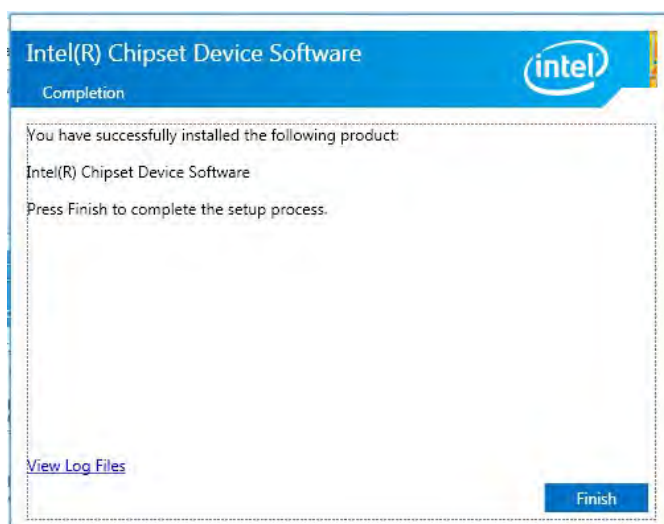 Intel(R) Chipset Device Software
intel
Completion
You have successfully installed the following product:
Intel(R) Chipset Device Software
Press Finish to complete the setup process.
View Log Files
Finish